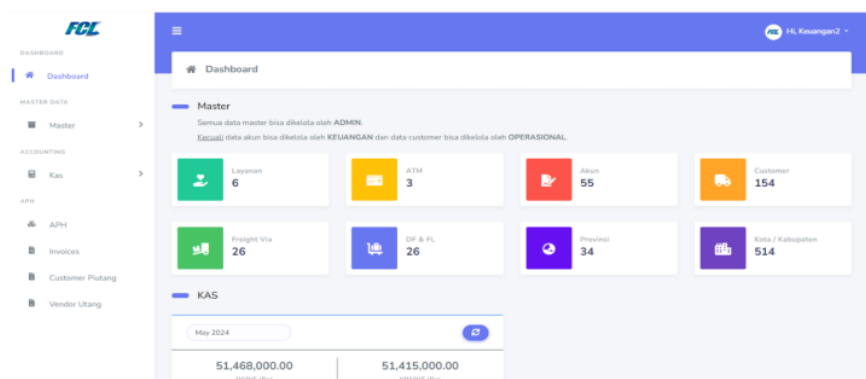 FCL
Hi, Keuangan2
DASHBOARD
Dashboard
MASTER DATA
Master
ACCOUNTING
Kas
APH
APH
Invoices
Customer Piutang
Vendor Utang
Dashboard
Master
Semua data master bisa dikelola oleh ADMIN.
Kecuali data akun bisa dikelola oleh KEUANGAN dan data customer bisa dikelola oleh OPERASIONAL.
Layanan
6
ATM
3
Akun
55
Customer
154
Freight Via
26
DF & FL
26
Provinsi
34
Kota / Kabupaten
514
KAS
May 2024
51,468,000.00
51,415,000.00